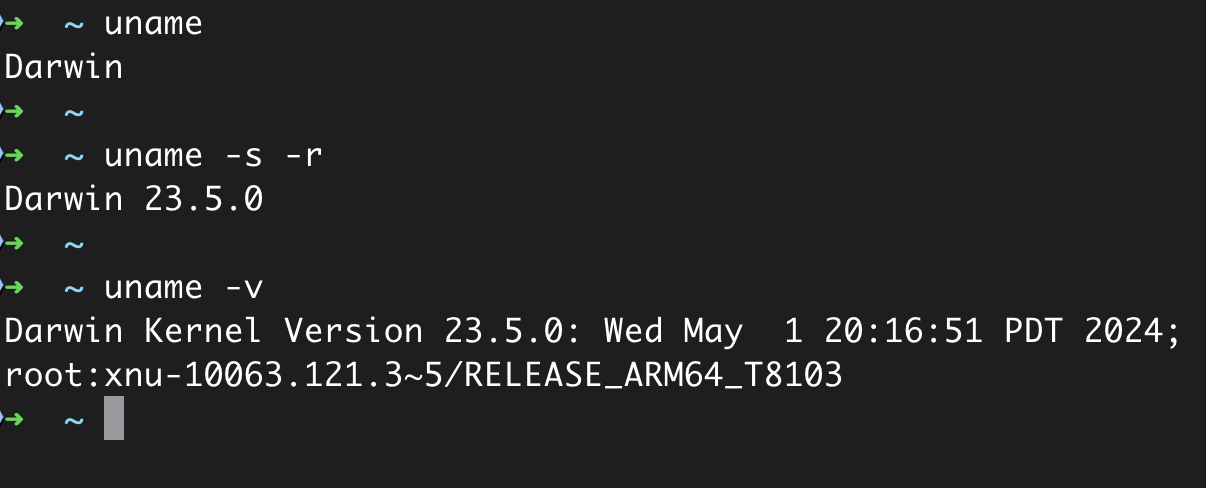 ➜  ~ uname
Darwin
➜  ~
➜  ~ uname -s -r
Darwin 23.5.0
➜  ~
➜  ~ uname -v
Darwin Kernel Version 23.5.0: Wed May  1 20:16:51 PDT 2024;
root:xnu-10063.121.3~5/RELEASE_ARM64_T8103
➜  ~